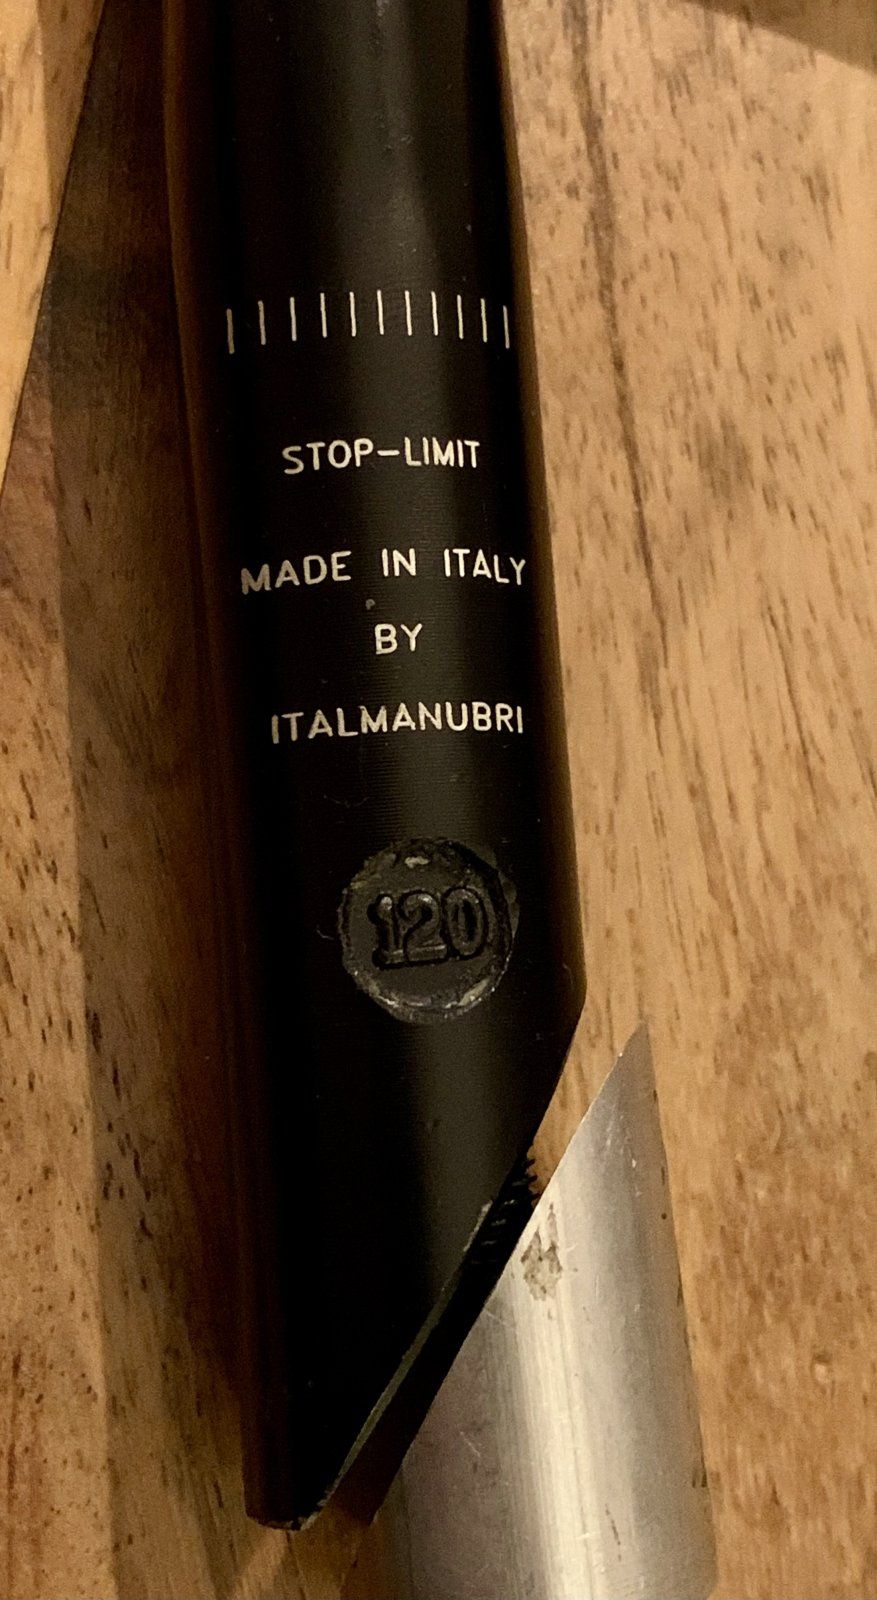 STOP-LIMIT
MADE IN ITALY
BY
ITALMANUBRI
120